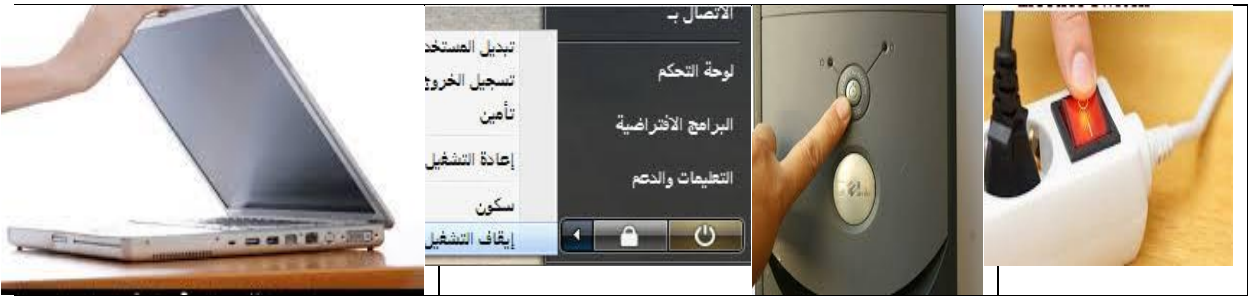 الاتصال بـ
لوحة التحكم
البرامج الافتراضية
التعليمات والدعم
تبديل المستخد
تسجيل الخروج
تأمين
إعادة التشغيل
سكون
إيقاف التشغيل